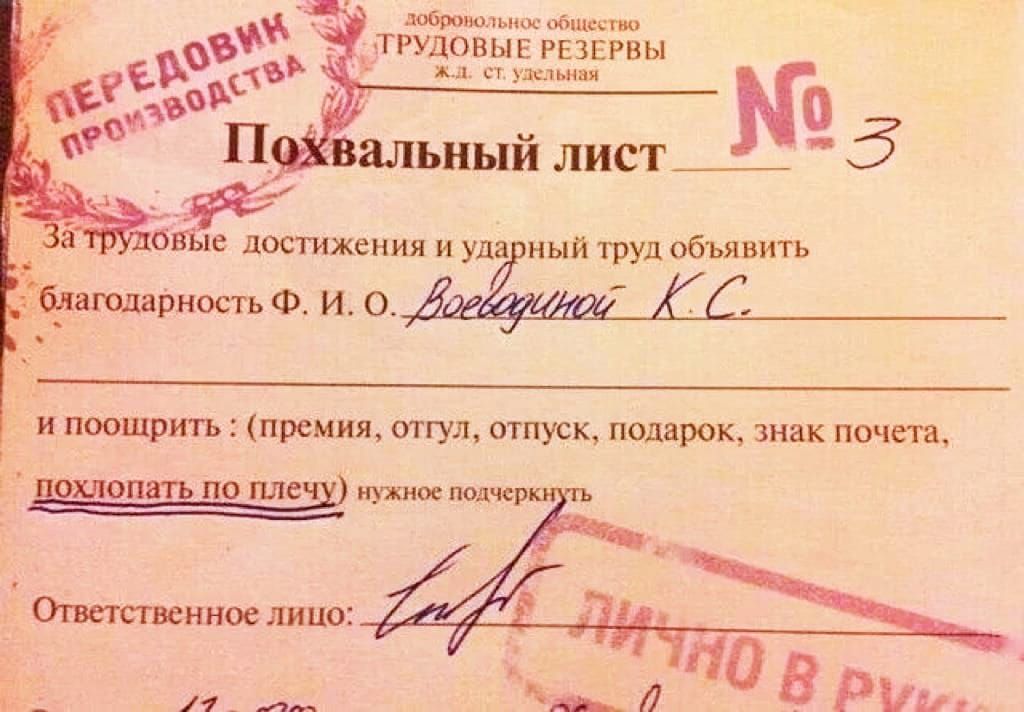 ПЕРЕДОВИК
ПРОИЗВОДСТВА
добровольное общество
ТРУДОВЫЕ РЕЗЕРВЫ
ж.д. ст. удельная
Похвальный лист № 3
За трудовые достижения и ударный труд объявить
благодарность Ф. И. О. Воеводиной К. С.
и поощрить : (премия, отгул, отпуск, подарок, знак почета,
похлопать по плечу) нужное подчеркнуть
Ответственное лицо:
ЛИЧНО В РУКИ